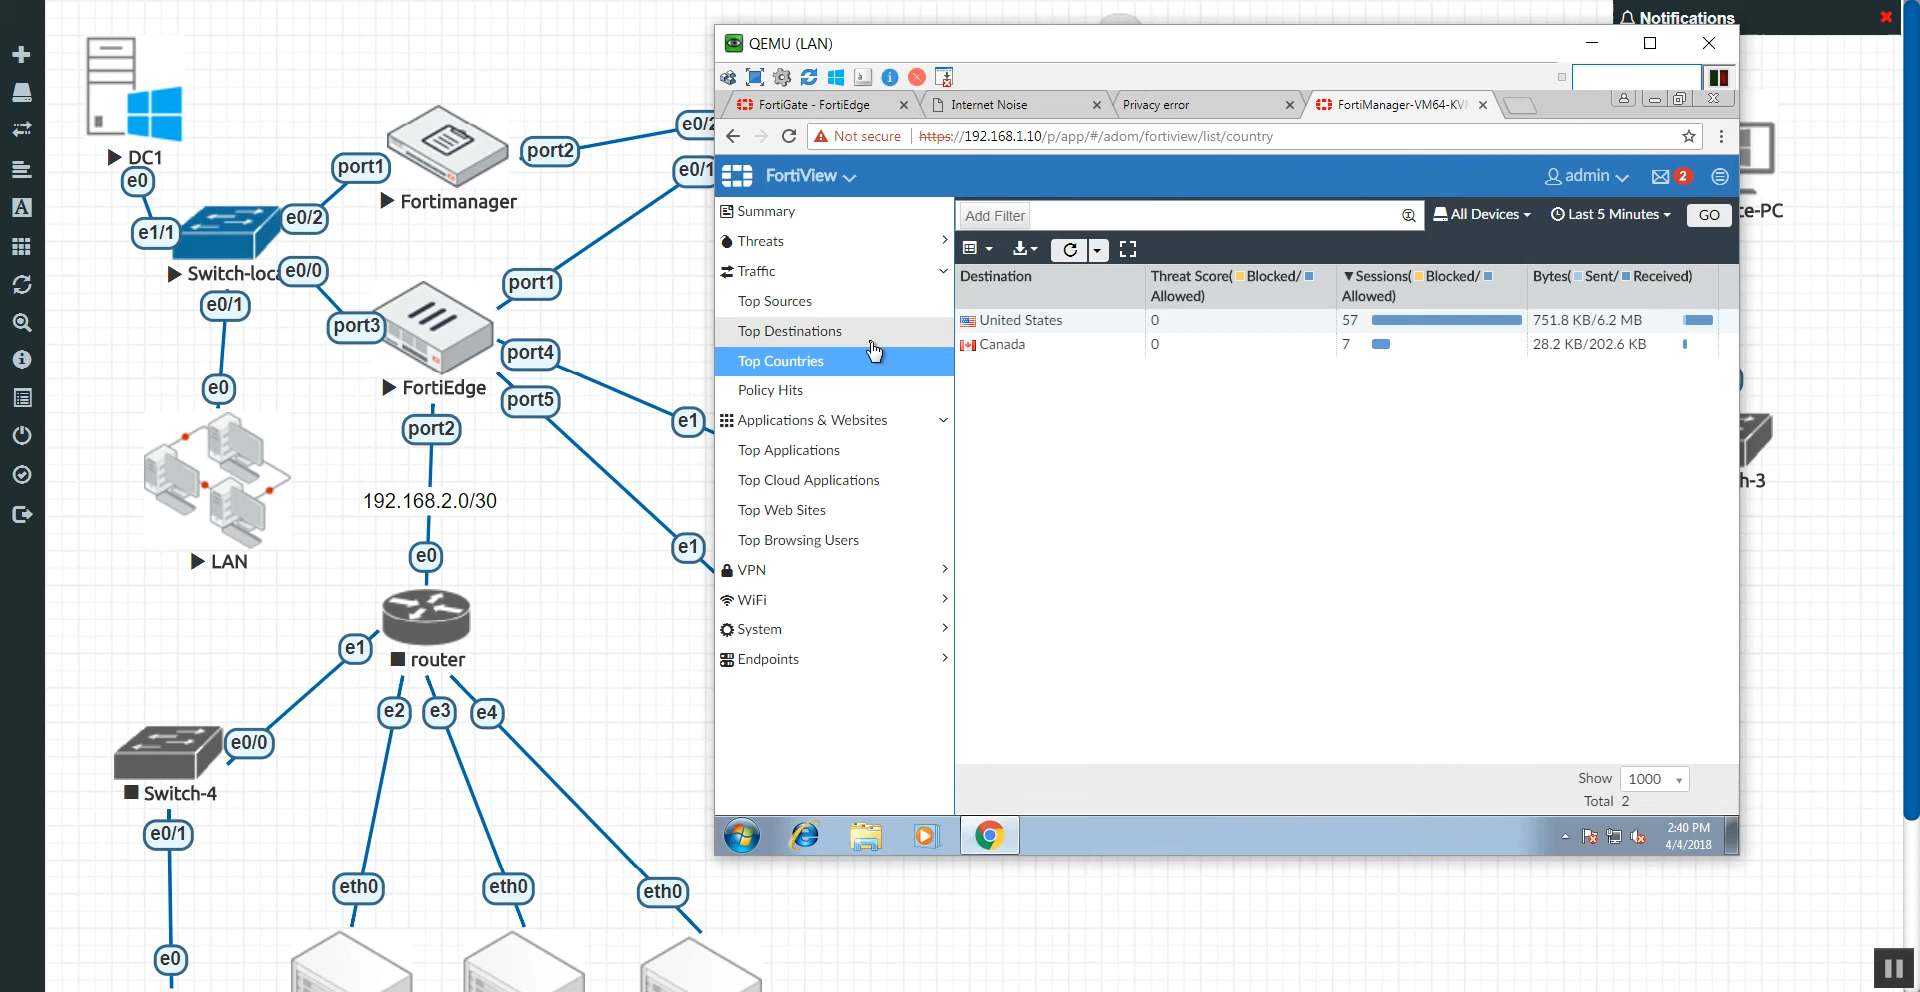 Notifications
QEMU (LAN)
FortiGate - FortiEdge
Internet Noise
Privacy error
FortiManager-VM64-KV
Not secure
https://192.168.1.10/p/app/#/adom/fortiview/list/country
FortiView
admin
2
Summary
Threats
Traffic
Top Sources
Top Destinations
Top Countries
Policy Hits
Applications & Websites
Top Applications
Top Cloud Applications
Top Web Sites
Top Browsing Users
VPN
WiFi
System
Endpoints
Add Filter
All Devices
Last 5 Minutes
GO
Destination
Threat Score( Blocked/
Allowed)
▼Sessions( Blocked/
Allowed)
Bytes( Sent/ Received)
United States
0
57
751.8 KB/6.2 MB
Canada
0
7
28.2 KB/202.6 KB
Show 1000
Total 2
2:40 PM
4/4/2018
DC1
e0
e1/1
Switch-loc
e0/2
port1
Fortimanager
port2
e0/2
e0/1
e0/0
port3
port1
FortiEdge
port4
port5
e1
e1
port2
192.168.2.0/30
e0
e0/1
e0
LAN
router
e1
e2
e3
e4
e0/0
Switch-4
e0/1
e0
eth0
eth0
eth0
te-PC
h-3